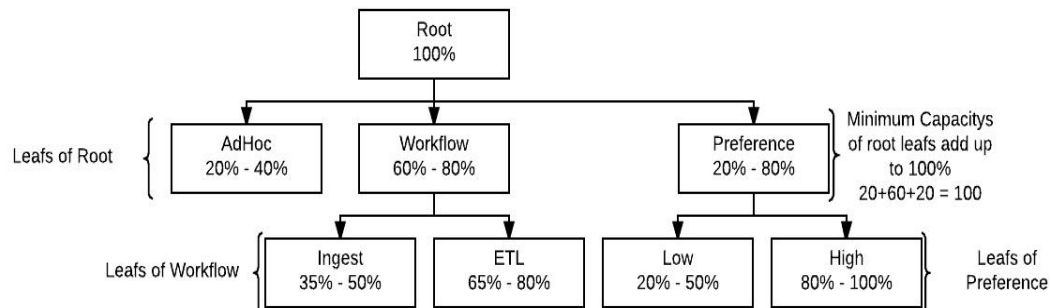 Root
100%
Leafs of Root
AdHoc
20% - 40%
Workflow
60% - 80%
Preference
20% - 80%
Minimum Capacitys
of root leafs add up
to 100%
20+60+20 = 100
Leafs of Workflow
Ingest
35% - 50%
ETL
65% - 80%
Low
20% - 50%
High
80% - 100%
Leafs of
Preference